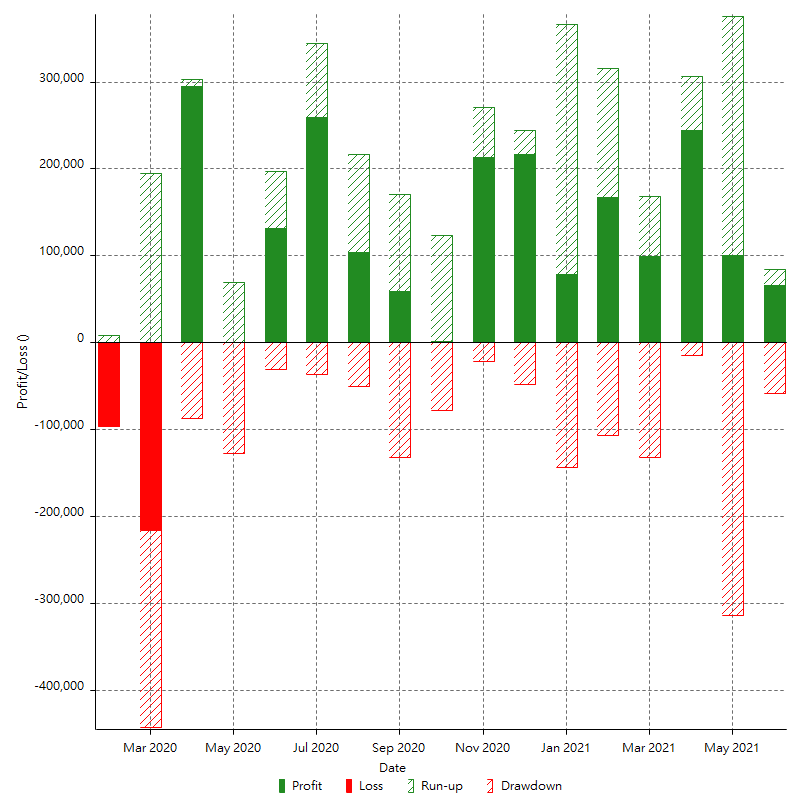 300,000
200,000
100,000
0
-100,000
-200,000
-300,000
-400,000
Profit/Loss ()
Mar 2020 May 2020 Jul 2020 Sep 2020 Nov 2020 Jan 2021 Mar 2021 May 2021
Date
Profit Loss Run-up Drawdown